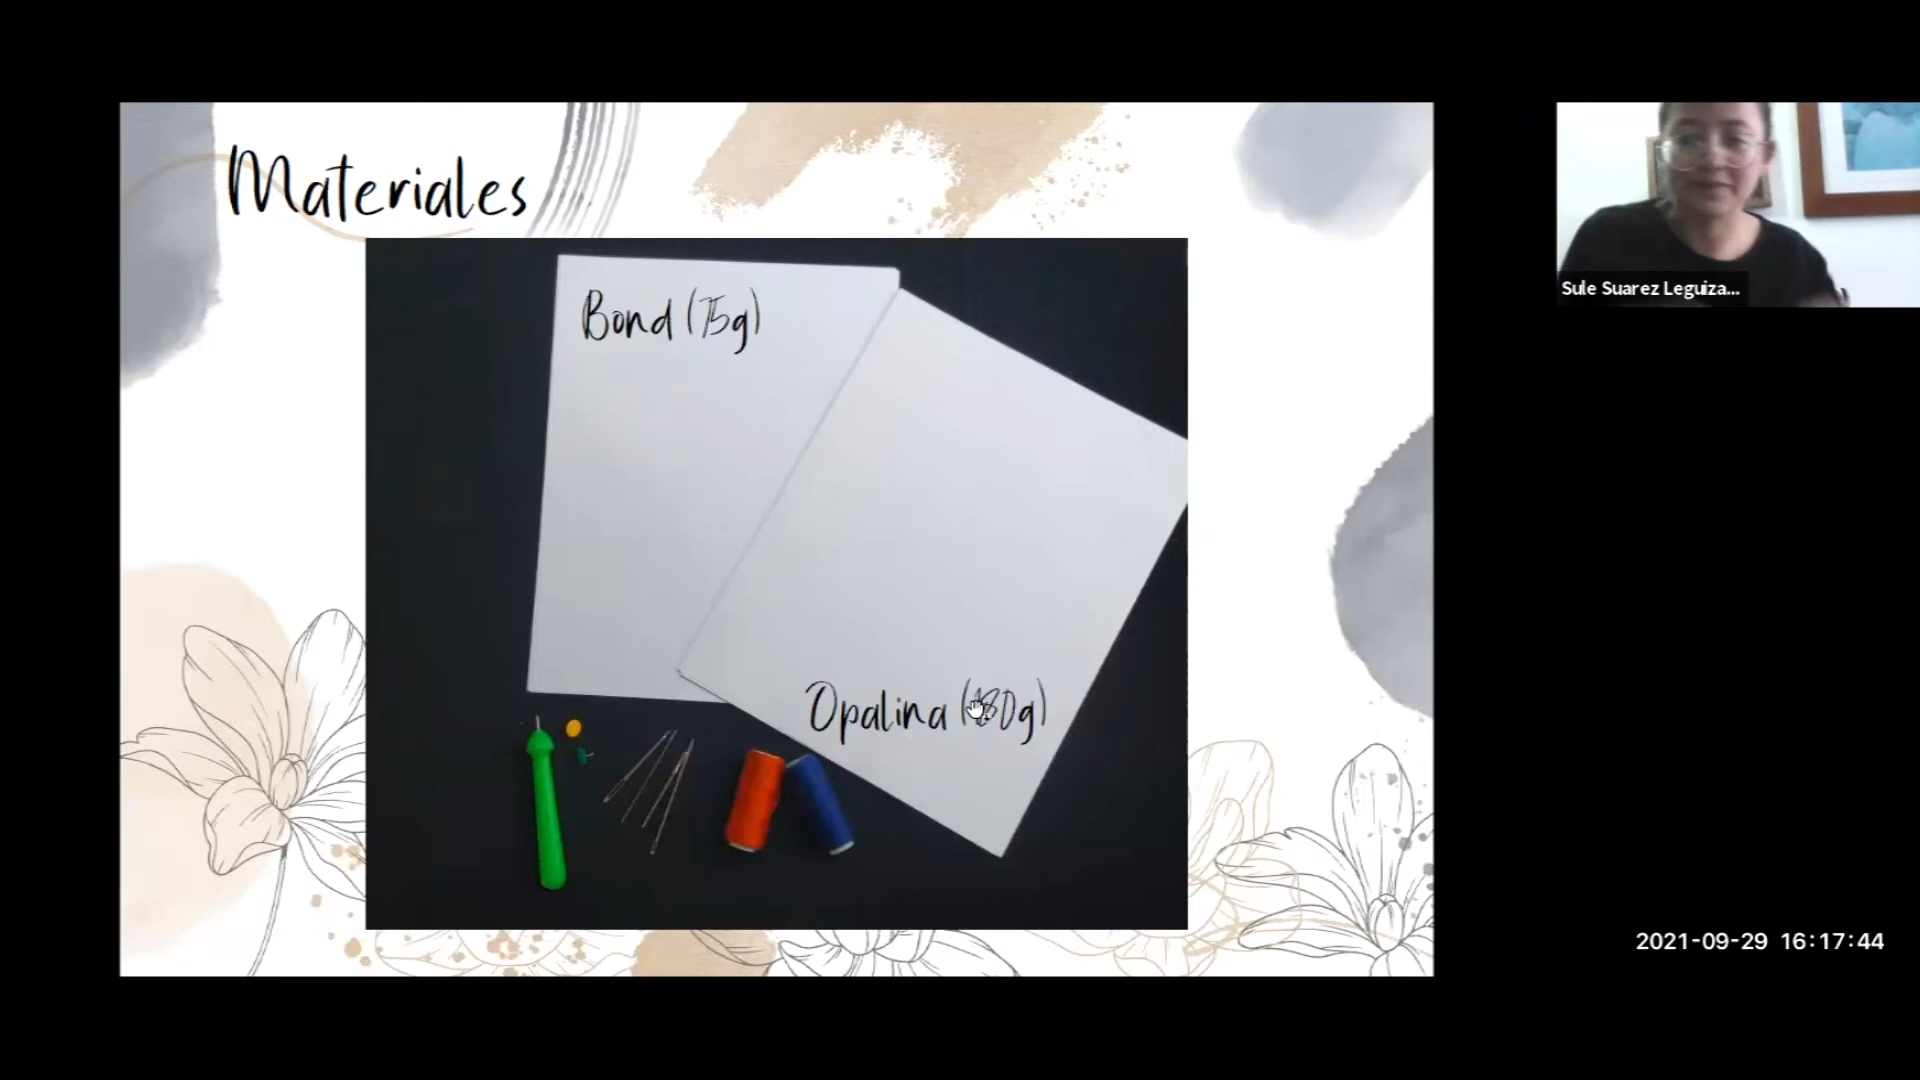 Materiales
Bond (75g)
Opalina (180g)
Sule Suarez Leguiza...
2021-09-29 16:17:44